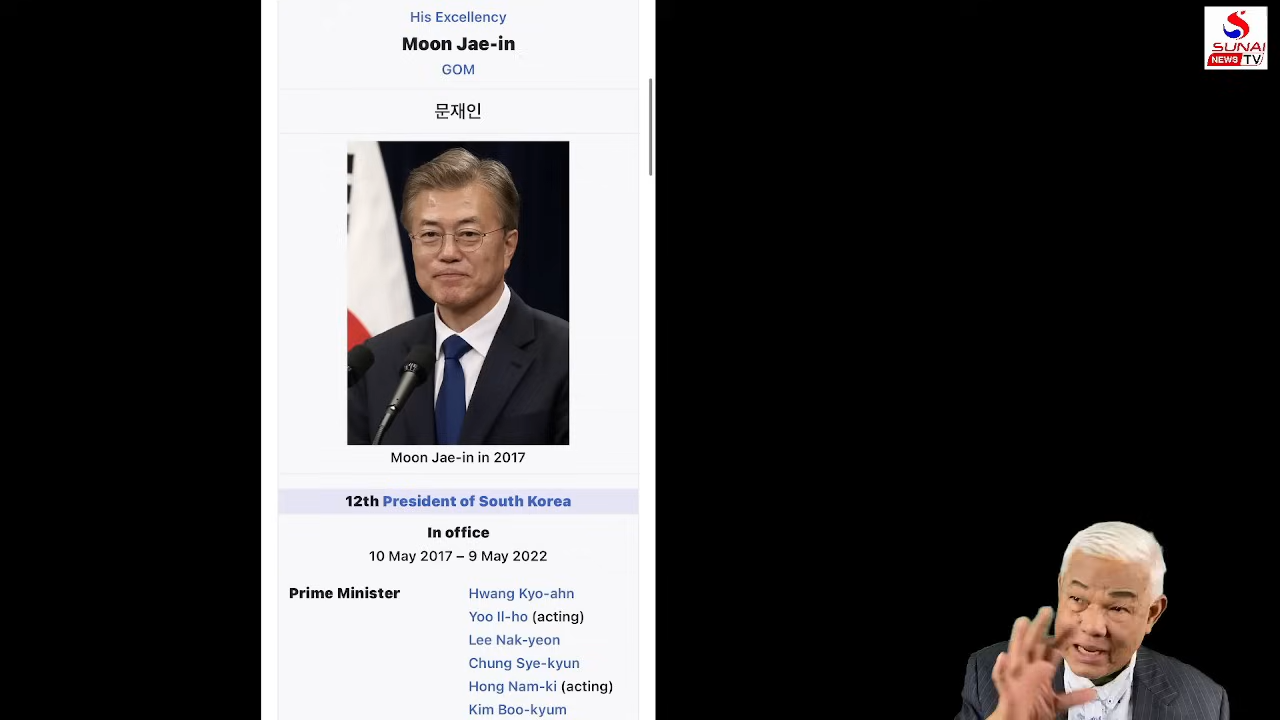 His Excellency
Moon Jae-in
GOM
문재인
Moon Jae-in in 2017
12th President of South Korea
In office
10 May 2017 – 9 May 2022
Prime Minister
Hwang Kyo-ahn
Yoo Il-ho (acting)
Lee Nak-yeon
Chung Sye-kyun
Hong Nam-ki (acting)
Kim Boo-kyum
SUNAI
NEWS TV